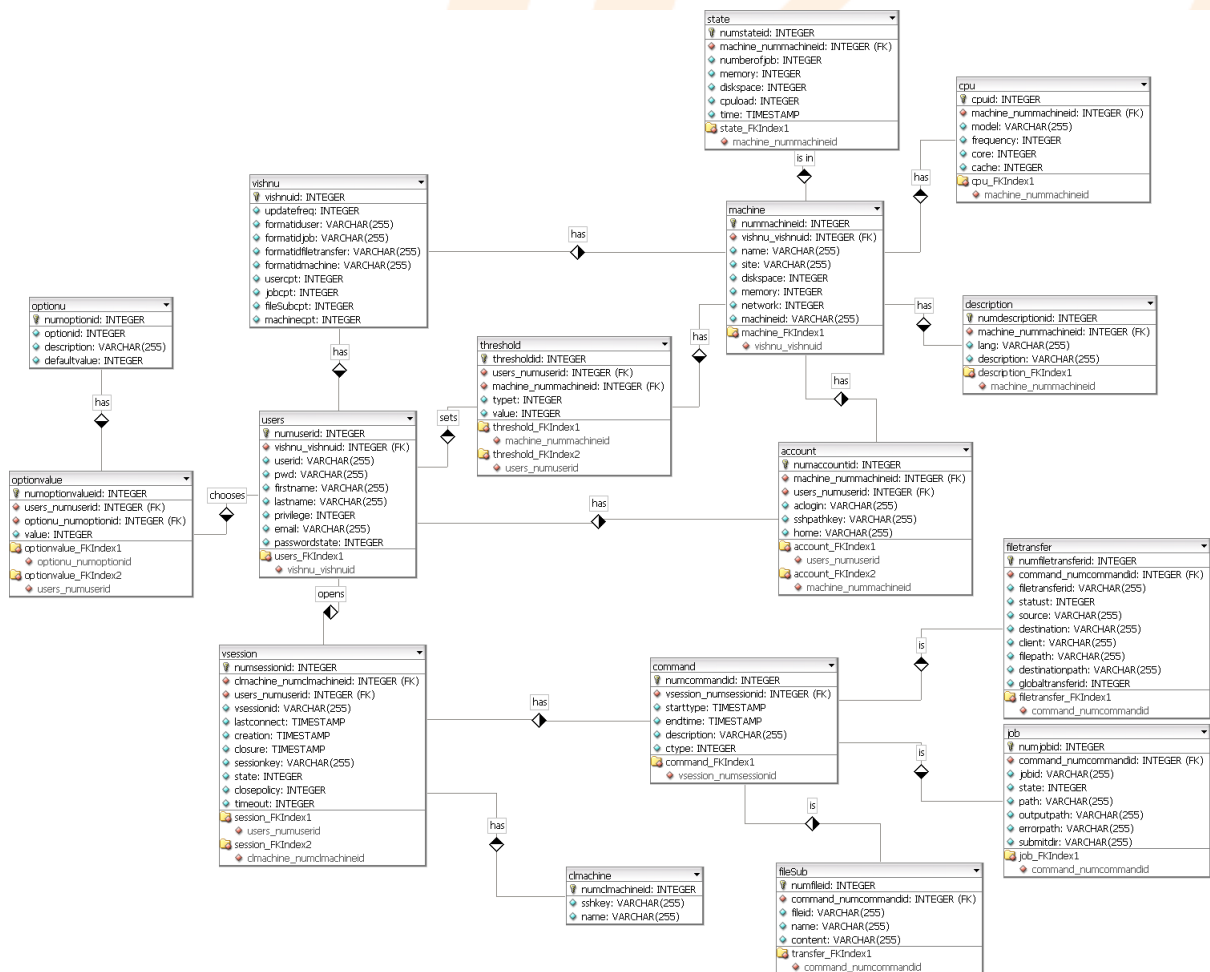 state
numstateid: INTEGER
machine_nummachineid: INTEGER (FK)
numberofjob: INTEGER
memory: INTEGER
diskspace: INTEGER
cpuload: INTEGER
time: TIMESTAMP
state_FKIndex1
machine_nummachineid
is in
cpu
cpuid: INTEGER
machine_nummachineid: INTEGER (FK)
model: VARCHAR(255)
frequency: INTEGER
core: INTEGER
cache: INTEGER
cpu_FKIndex1
machine_nummachineid
has
vishnu
vishnuid: INTEGER
updatefreq: INTEGER
formatiduser: VARCHAR(255)
formatidjob: VARCHAR(255)
formatidfiletransfer: VARCHAR(255)
formatidmachine: VARCHAR(255)
usercpt: INTEGER
jobcpt: INTEGER
fileSubcpt: INTEGER
machinecpt: INTEGER
has
machine
nummachineid: INTEGER
vishnu_vishnuid: INTEGER (FK)
name: VARCHAR(255)
site: VARCHAR(255)
diskspace: INTEGER
memory: INTEGER
network: INTEGER
machineid: VARCHAR(255)
machine_FKIndex1
vishnu_vishnuid
optionu
numoptionid: INTEGER
optionid: INTEGER
description: VARCHAR(255)
defaultvalue: INTEGER
has
has
threshold
thresholdid: INTEGER
users_numuserid: INTEGER (FK)
machine_nummachineid: INTEGER (FK)
typet: INTEGER
value: INTEGER
threshold_FKIndex1
machine_nummachineid
threshold_FKIndex2
users_numuserid
has
has
description
numdescriptionid: INTEGER
machine_nummachineid: INTEGER (FK)
lang: VARCHAR(255)
description: VARCHAR(255)
description_FKIndex1
machine_nummachineid
has
sets
users
numuserid: INTEGER
vishnu_vishnuid: INTEGER (FK)
userid: VARCHAR(255)
pwd: VARCHAR(255)
firstname: VARCHAR(255)
lastname: VARCHAR(255)
privilege: INTEGER
email: VARCHAR(255)
passwordstate: INTEGER
users_FKIndex1
vishnu_vishnuid
optionvalue
numoptionvalueid: INTEGER
users_numuserid: INTEGER (FK)
optionu_numoptionid: INTEGER (FK)
value: INTEGER
optionvalue_FKIndex1
optionu_numoptionid
optionvalue_FKIndex2
users_numuserid
chooses
has
account
numaccountid: INTEGER
machine_nummachineid: INTEGER (FK)
users_numuserid: INTEGER (FK)
aclogin: VARCHAR(255)
sshpathkey: VARCHAR(255)
home: VARCHAR(255)
account_FKIndex1
users_numuserid
account_FKIndex2
machine_nummachineid
opens
vsession
numsessionid: INTEGER
clmachine_numclmachineid: INTEGER (FK)
users_numuserid: INTEGER (FK)
vsessionid: VARCHAR(255)
lastconnect: TIMESTAMP
creation: TIMESTAMP
closure: TIMESTAMP
sessionkey: VARCHAR(255)
state: INTEGER
closepolicy: INTEGER
timeout: INTEGER
session_FKIndex1
users_numuserid
session_FKIndex2
clmachine_numclmachineid
has
command
numcommandid: INTEGER
vsession_numsessionid: INTEGER (FK)
starttype: TIMESTAMP
endtime: TIMESTAMP
description: VARCHAR(255)
ctype: INTEGER
command_FKIndex1
vsession_numsessionid
is
filetransfer
numfiletransferid: INTEGER
command_numcommandid: INTEGER (FK)
filetransferid: VARCHAR(255)
statust: INTEGER
source: VARCHAR(255)
destination: VARCHAR(255)
client: VARCHAR(255)
filepath: VARCHAR(255)
destinationpath: VARCHAR(255)
globaltransferid: INTEGER
filetransfer_FKIndex1
command_numcommandid
is
job
numjobid: INTEGER
command_numcommandid: INTEGER (FK)
jobid: VARCHAR(255)
state: INTEGER
path: VARCHAR(255)
outputpath: VARCHAR(255)
errorpath: VARCHAR(255)
submitdir: VARCHAR(255)
job_FKIndex1
command_numcommandid
has
is
clmachine
numclmachineid: INTEGER
sshkey: VARCHAR(255)
name: VARCHAR(255)
fileSub
numfileid: INTEGER
command_numcommandid: INTEGER (FK)
fileid: VARCHAR(255)
name: VARCHAR(255)
content: VARCHAR(255)
transfer_FKIndex1
command_numcommandid